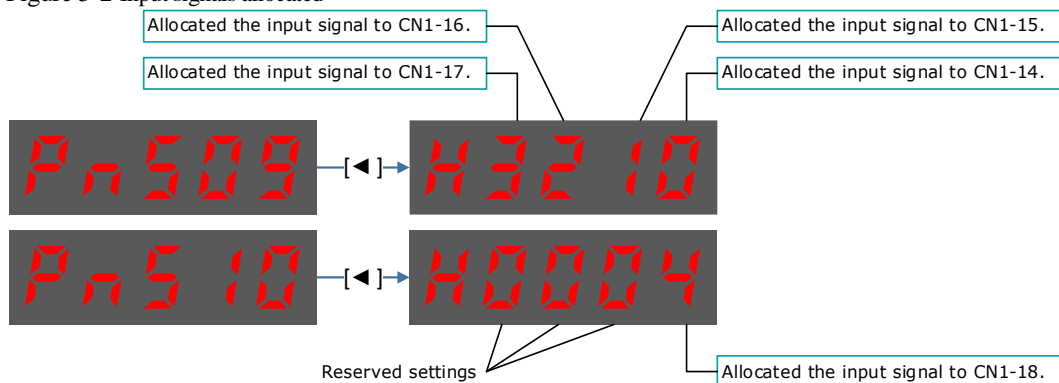 Figure 5-2 Input signals allocated
Allocated the input signal to CN1-16.
Allocated the input signal to CN1-15.
Allocated the input signal to CN1-17.
Allocated the input signal to CN1-14.
Pn509 [◄] H3210
Pn510 [◄] H0004
Reserved settings
Allocated the input signal to CN1-18.